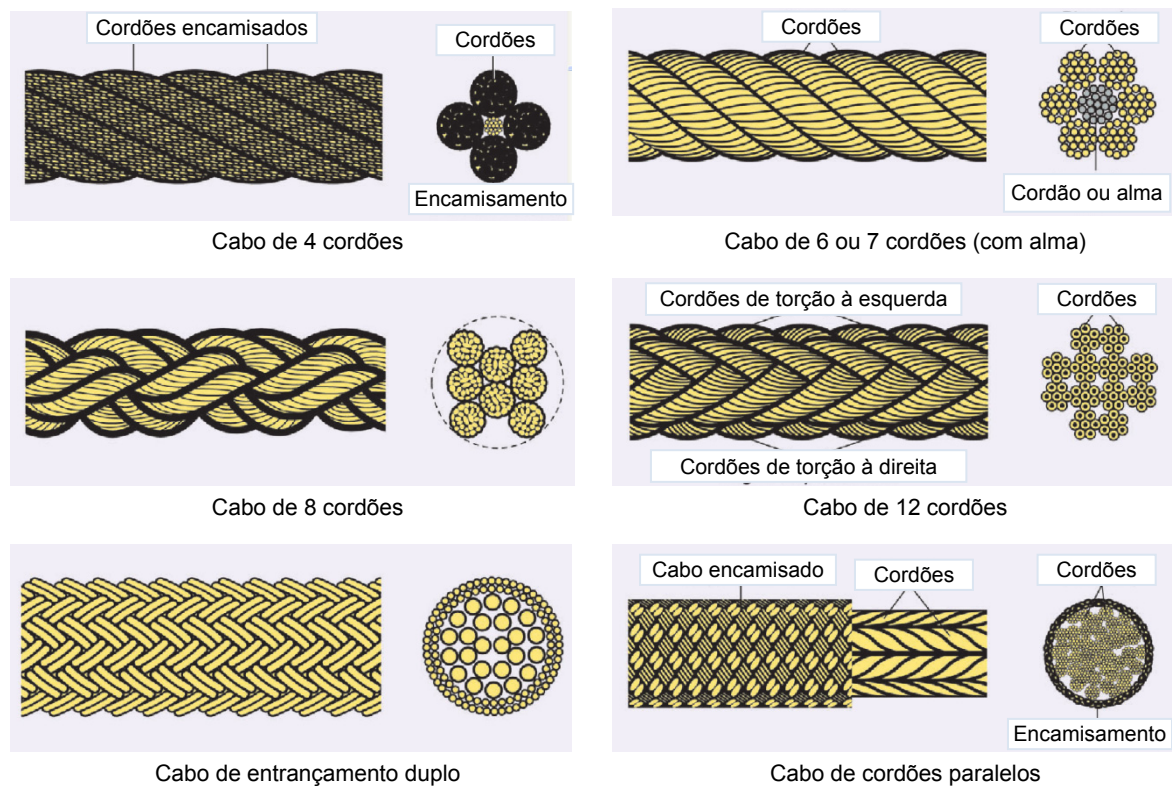 Cordões encamisados
Cordões
Encamisamento
Cabo de 4 cordões
Cordões
Cordões
Cordão ou alma
Cabo de 6 ou 7 cordões (com alma)
Cabo de 8 cordões
Cordões de torção à esquerda
Cordões
Cordões de torção à direita
Cabo de 12 cordões
Cabo de entrançamento duplo
Cabo encamisado
Cordões
Cordões
Encamisamento
Cabo de cordões paralelos